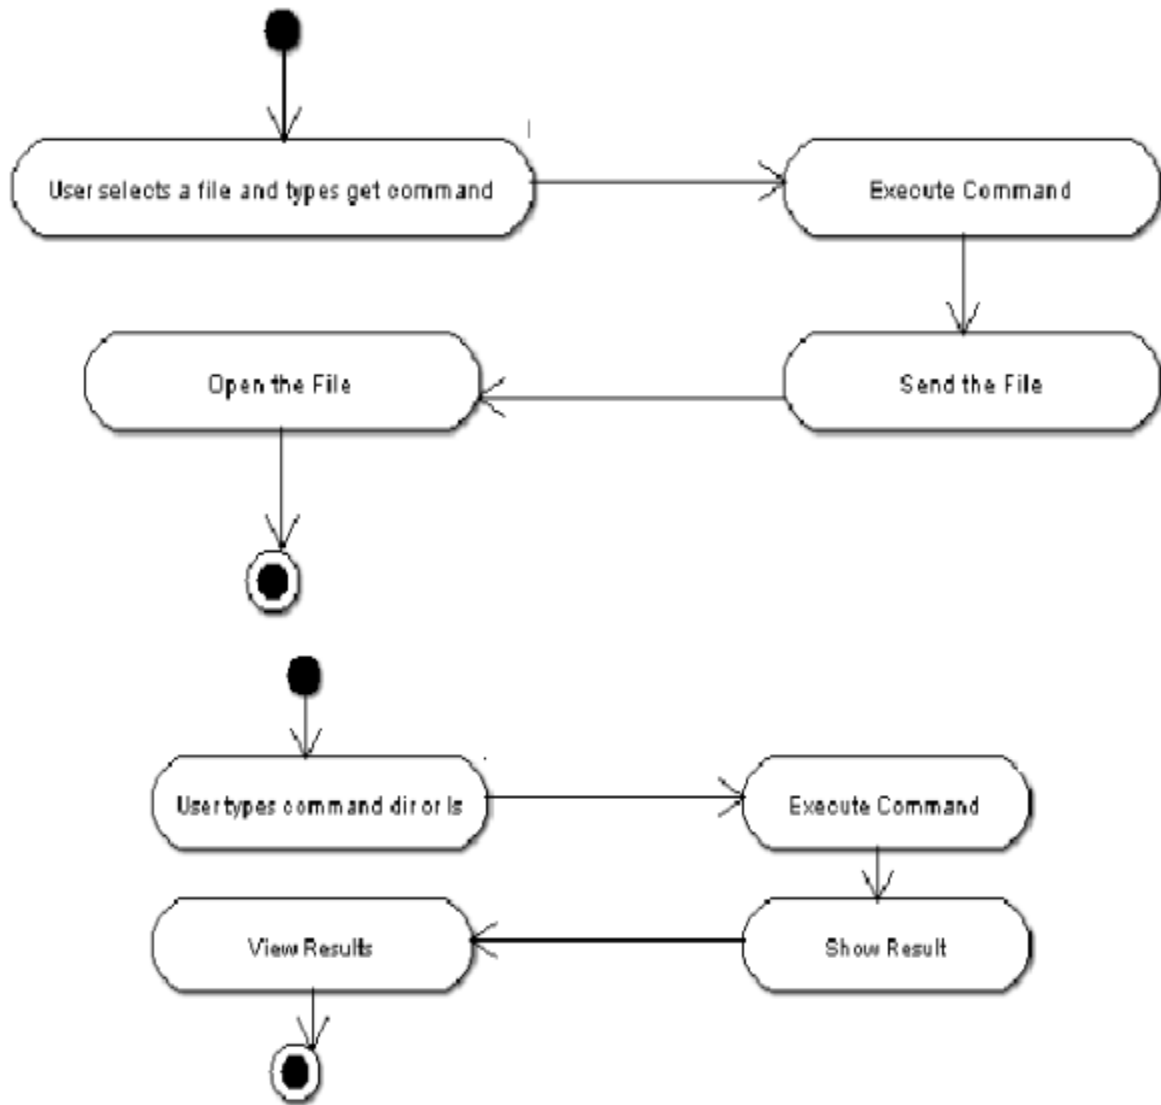 User selects a file and types get command
Execute Command
Open the File
Send the File
User types command dir or ls
Execute Command
View Results
Show Result